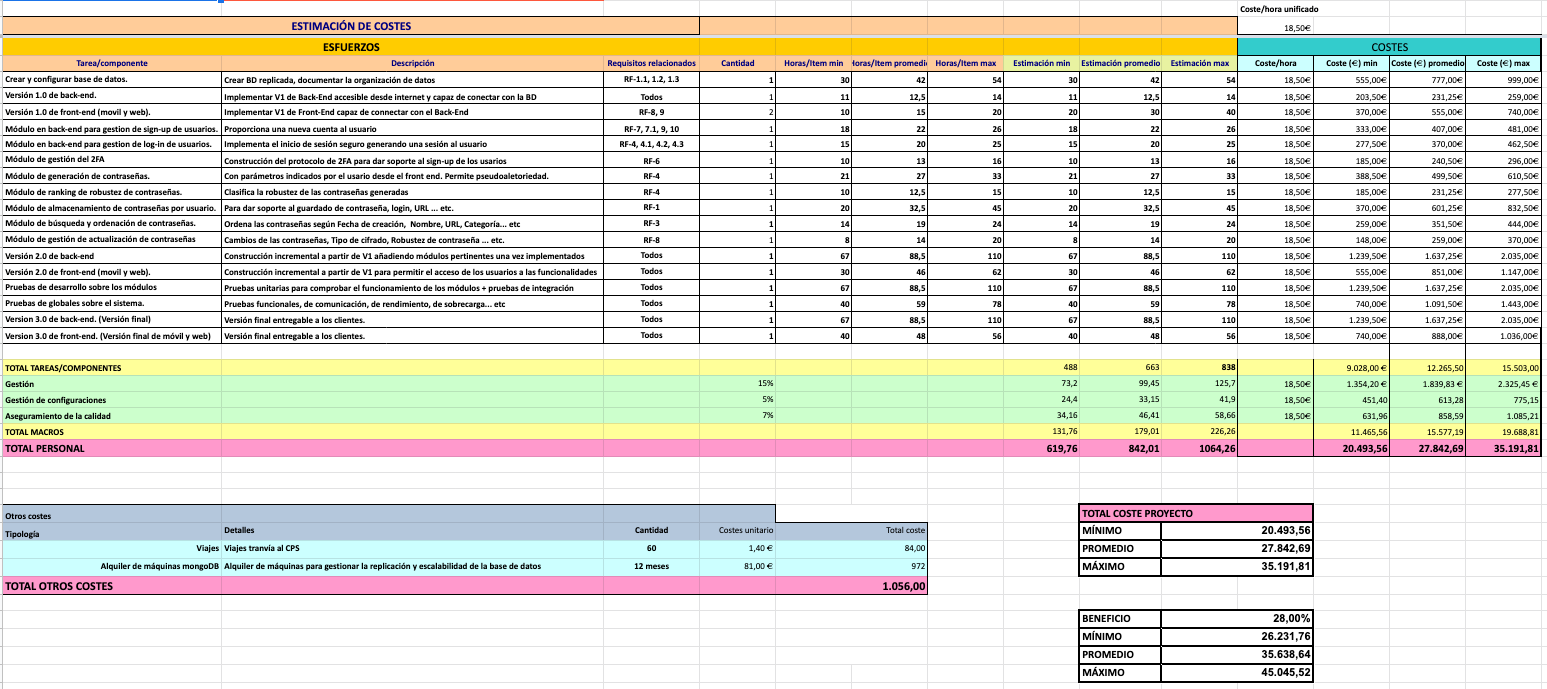 Coste/hora unificado
ESTIMACIÓN DE COSTES 18,50€
ESFUERZOS COSTES
Tarea/componente Descripción Requisitos relacionados Cantidad Horas/Item min Horas/Item promedio Horas/Item max Estimación min Estimación promedio Estimación max Coste/hora Coste (€) min Coste (€) promedio Coste (€) max
Crear y configurar base de datos. Crear BD replicada, documentar la organización de datos RF-1.1, 1.2, 1.3 1 30 42 54 30 42 54 18,50€ 555,00€ 777,00€ 999,00€
Versión 1.0 de back-end. Implementar V1 de Back-End accesible desde internet y capaz de conectar con la BD Todos 1 11 12,5 14 11 12,5 14 18,50€ 203,50€ 231,25€ 259,00€
Versión 1.0 de front-end (movil y web). Implementar V1 de Front-End capaz de conectar con el Back-End RF-8, 9 2 10 15 20 20 30 40 18,50€ 370,00€ 555,00€ 740,00€
Módulo en back-end para gestion de sign-up de usuarios. Proporciona una nueva cuenta al usuario RF-7, 7.1, 9, 10 1 18 22 26 18 22 26 18,50€ 333,00€ 407,00€ 481,00€
Módulo en back-end para gestión de log-in de usuarios. Implementa el inicio de sesión seguro generando una sesión al usuario RF-4, 4.1, 4.2, 4.3 1 15 20 25 15 20 25 18,50€ 277,50€ 370,00€ 462,50€
Módulo de gestión del 2FA Construcción del protocolo de 2FA para dar soporte al sign-up de los usarios RF-6 1 10 13 16 10 13 16 18,50€ 185,00€ 240,50€ 296,00€
Módulo de generación de contraseñas. Con parámetros indicados por el usario desde el front end. Permite pseudoaletoriedad. RF-4 1 21 27 33 21 27 33 18,50€ 388,50€ 499,50€ 610,50€
Módulo de ranking de robustez de contraseñas. Clasifica la robustez de las contraseñas generadas RF-4 1 10 12,5 15 10 12,5 15 18,50€ 185,00€ 231,25€ 277,50€
Módulo de almacenamiento de contraseñas por usuario. Para dar soporte al guardado de contraseña, login, URL ... etc. RF-1 1 20 32,5 45 20 32,5 45 18,50€ 370,00€ 601,25€ 832,50€
Módulo de búsqueda y ordenación de contraseñas. Ordena las contraseñas según Fecha de creación, Nombre, URL, Categoría... etc RF-3 1 14 19 24 14 19 24 18,50€ 259,00€ 351,50€ 444,00€
Módulo de gestión de actualización de contraseñas Cambios de las contraseñas, Tipo de cifrado, Robustez de contraseña ... etc. RF-8 1 8 14 20 8 14 20 18,50€ 148,00€ 259,00€ 370,00€
Versión 2.0 de back-end Construcción incremental a partir de V1 añadiendo módulos pertinentes una vez implementados Todos 1 67 88,5 110 67 88,5 110 18,50€ 1.239,50€ 1.637,25€ 2.035,00€
Versión 2.0 de front-end (movil y web). Construcción incremental a partir de V1 para permitir el acceso de los usuarios a las funcionalidades Todos 1 30 46 62 30 46 62 18,50€ 555,00€ 851,00€ 1.147,00€
Pruebas de desarrollo sobre los módulos Pruebas unitarias para comprobar el funcionamiento de los módulos + pruebas de integración Todos 1 67 88,5 110 67 88,5 110 18,50€ 1.239,50€ 1.637,25€ 2.035,00€
Pruebas de globales sobre el sistema. Pruebas funcionales, de comunicación, de rendimiento, de sobrecarga... etc Todos 1 40 59 78 40 59 78 18,50€ 740,00€ 1.091,50€ 1.443,00€
Version 3.0 de back-end. (Versión final) Versión final entregable a los clientes. Todos 1 67 88,5 110 67 88,5 110 18,50€ 1.239,50€ 1.637,25€ 2.035,00€
Version 3.0 de front-end. (Versión final de móvil y web) Versión final entregable a los clientes. Todos 1 40 48 56 40 48 56 18,50€ 740,00€ 888,00€ 1.036,00€
TOTAL TAREAS/COMPONENTES 488 663 838 9.028,00 € 12.265,50 15.503,00
Gestión 15% 73,2 99,45 125,7 18,50€ 1.354,20 € 1.839,83 € 2.325,45 €
Gestión de configuraciones 5% 24,4 33,15 41,9 18,50€ 451,40 613,28 775,15
Aseguramiento de la calidad 7% 34,16 46,41 58,66 18,50€ 631,96 858,59 1.085,21
TOTAL MACROS 131,76 179,01 226,26 11.465,56 15.577,19 19.688,81
TOTAL PERSONAL 619,76 842,01 1064,26 20.493,56 27.842,69 35.191,81
Otros costes TOTAL COSTE PROYECTO
Tipología Detalles Cantidad Costes unitario Total coste MÍNIMO 20.493,56
Viajes Viajes tranvía al CPS 60 1,40 € 84,00 PROMEDIO 27.842,69
Alquiler de máquinas mongoDB Alquiler de máquinas para gestionar la replicación y escalabilidad de la base de datos 12 meses 81,00 € 972 MÁXIMO 35.191,81
TOTAL OTROS COSTES 1.056,00
BENEFICIO 28,00%
MÍNIMO 26.231,76
PROMEDIO 35.638,64
MÁXIMO 45.045,52